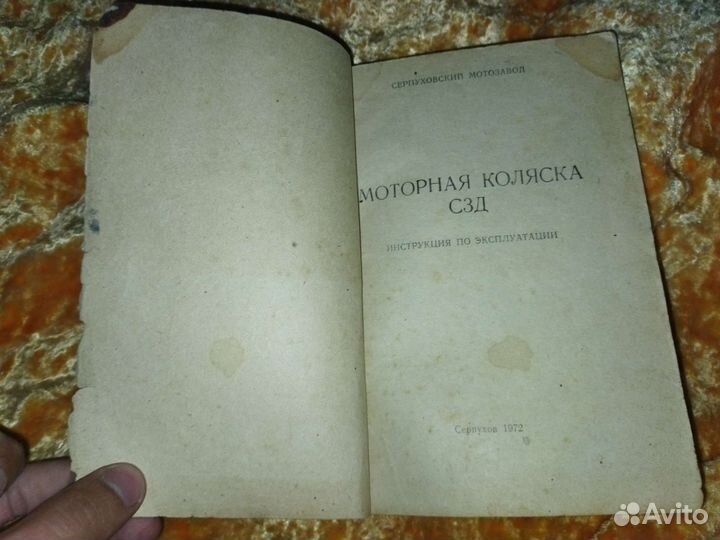 СЕРПУХОВСКИЙ МОТОЗАВОД
МОТОРНАЯ КОЛЯСКА
СЗД
ИНСТРУКЦИЯ ПО ЭКСПЛУАТАЦИИ
Серпухов 1972
Avito